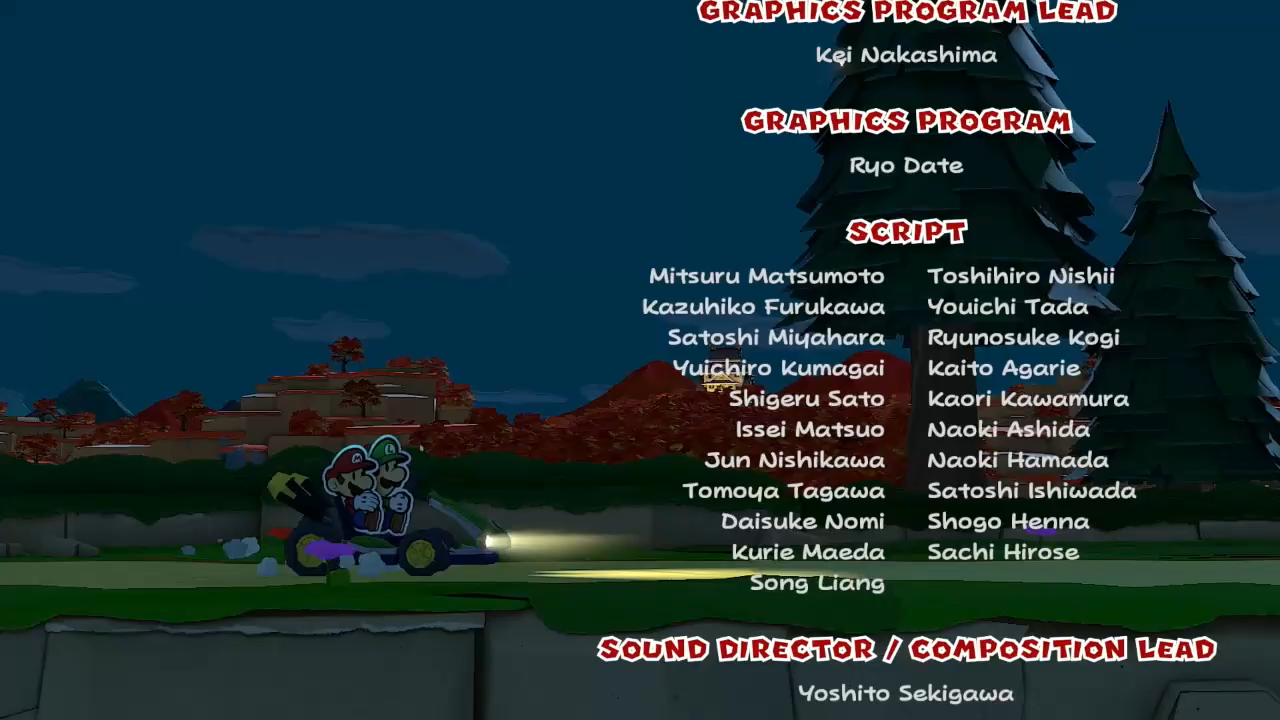 GRAPHICS PROGRAM LEAD
Kei Nakashima
GRAPHICS PROGRAM
Ryo Date
SCRIPT
Mitsuru Matsumoto Toshihiro Nishii
Kazuhiko Furukawa Youichi Tada
Satoshi Miyahara Ryunosuke Kogi
Yuichiro Kumagai Kaito Agarie
Shigeru Sato Kaori Kawamura
Issei Matsuo Naoki Ashida
Jun Nishikawa Naoki Hamada
Tomoya Tagawa Satoshi Ishiwada
Daisuke Nomi Shogo Henna
Kurie Maeda Sachi Hirose
Song Liang
SOUND DIRECTOR / COMPOSITION LEAD
Yoshito Sekigawa